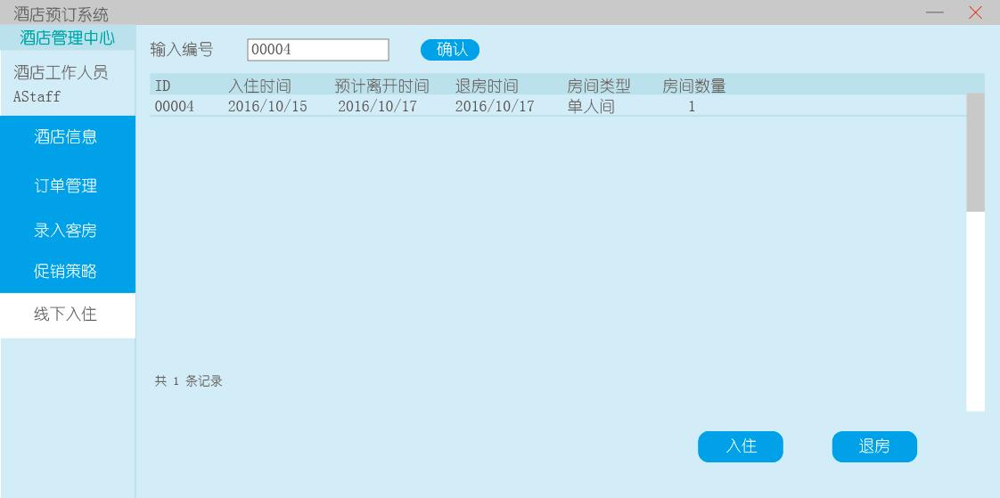 酒店预订系统
酒店管理中心
酒店工作人员
AStaff
酒店信息
订单管理
录入客房
促销策略
线下入住
输入编号 00004 确认
ID 入住时间 预计离开时间 退房时间 房间类型 房间数量
00004 2016/10/15 2016/10/17 2016/10/17 单人间 1
共 1 条记录
入住 退房